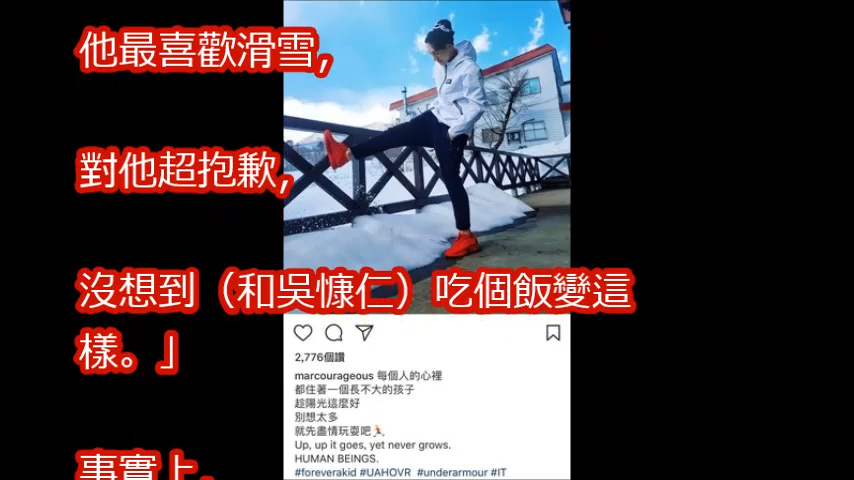 他最喜歡滑雪，
對他超抱歉，
沒想到（和吳慷仁）吃個飯變這
樣。」
事實上，
2,776個讚
marcourageous 每個人的心裡
都住著一個長不大的孩子
趁陽光這麼好
別想太多
就先盡情玩耍吧
Up, up it goes, yet never grows.
HUMAN BEINGS.
#foreverakid #UAHOVR #underarmour #IT